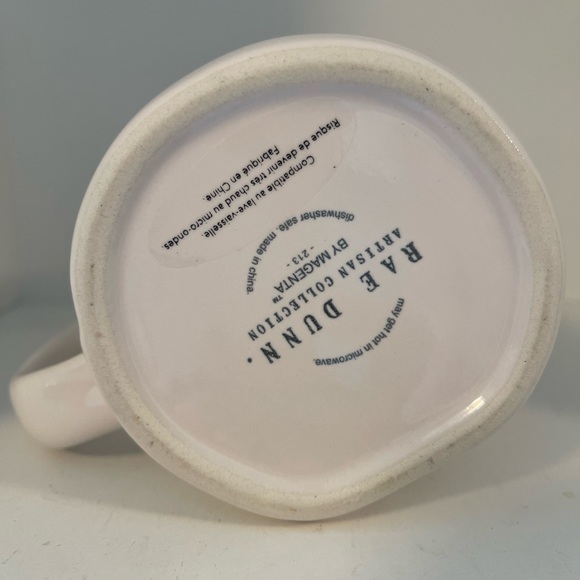 Compatible au lave-vaisselle.
Risque de devenir très chaud au micro-ondes
Fabriqué en Chine.
may get hot in microwave.
RAE DUNN.
ARTISAN COLLECTION™
BY MAGENTA
- 213 -
dishwasher safe. made in china.